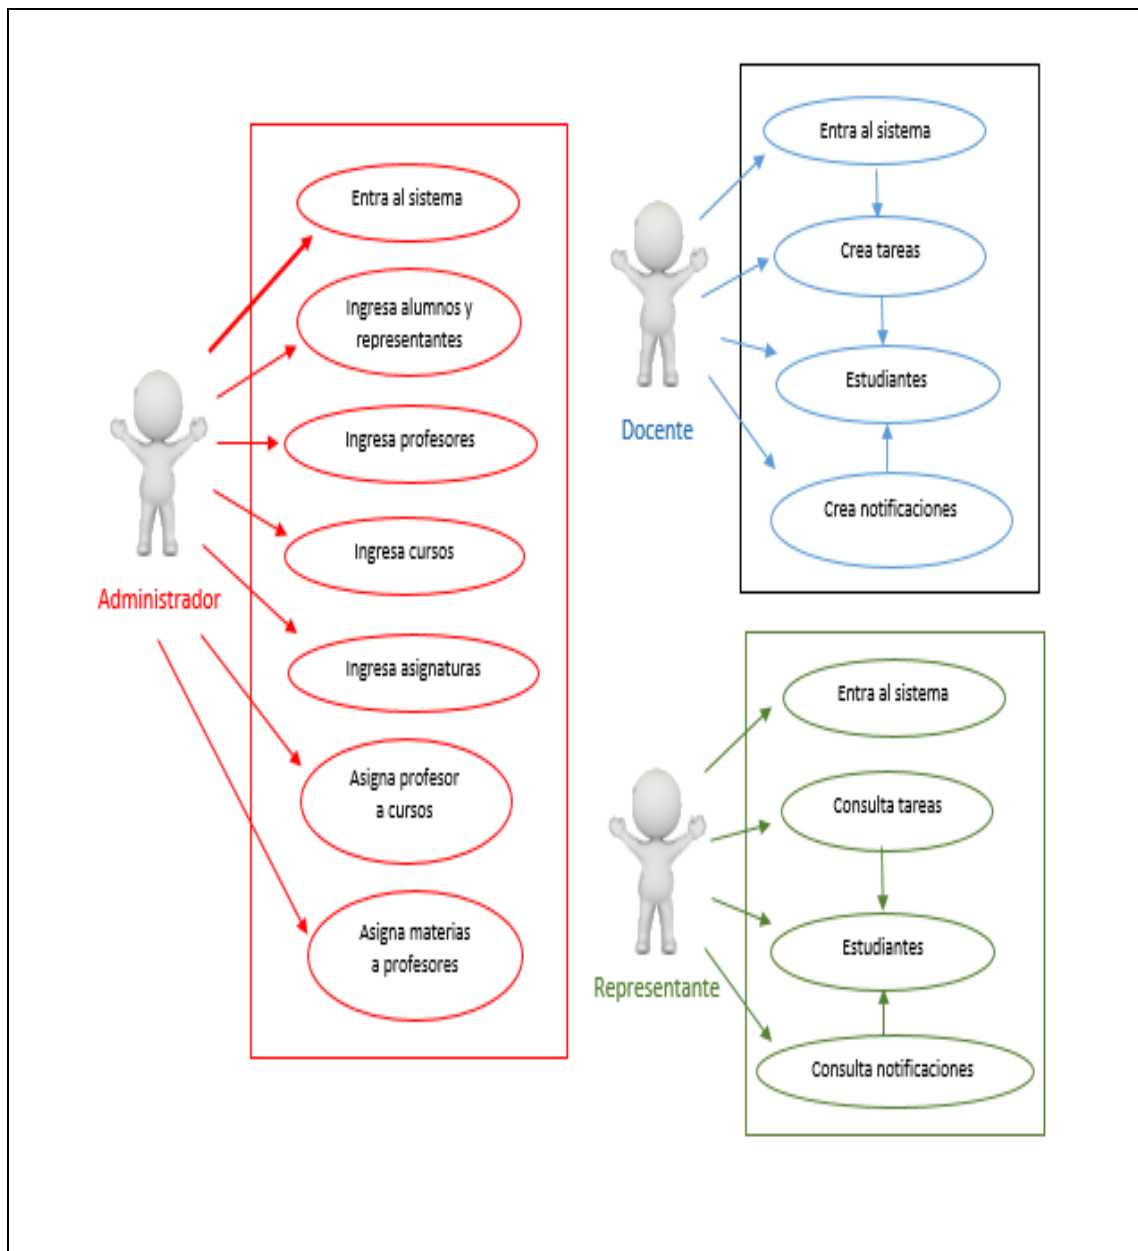 Entra al sistema
Ingresa alumnos y
representantes
Ingresa profesores
Ingresa cursos
Ingresa asignaturas
Asigna profesor
a cursos
Asigna materias
a profesores
Administrador
Entra al sistema
Crea tareas
Estudiantes
Crea notificaciones
Docente
Entra al sistema
Consulta tareas
Estudiantes
Consulta notificaciones
Representante